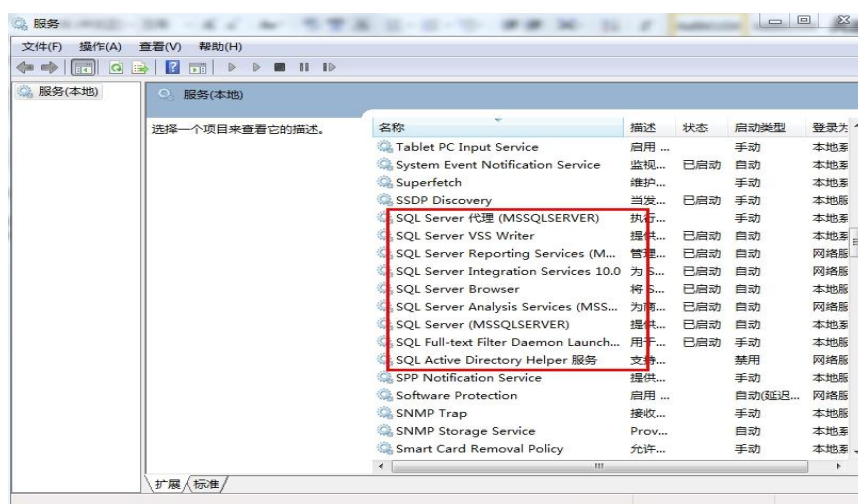 服务
文件(F) 操作(A) 查看(V) 帮助(H)
服务(本地) 服务(本地)
选择一个项目来查看它的描述。 名称 描述 状态 启动类型 登录为
Tablet PC Input Service 启用 ... 手动 本地系
System Event Notification Service 监视... 已启动 自动 本地系
Superfetch 维护... 手动 本地系
SSDP Discovery 当发... 已启动 手动 本地服
SQL Server 代理 (MSSQLSERVER) 执行... 手动 本地系
SQL Server VSS Writer 提供... 已启动 自动 本地系
SQL Server Reporting Services (M... 管理... 已启动 自动 网络服
SQL Server Integration Services 10.0 为 S... 已启动 自动 网络服
SQL Server Browser 将 S... 已启动 自动 本地服
SQL Server Analysis Services (MSS... 为商... 已启动 自动 网络服
SQL Server (MSSQLSERVER) 提供... 已启动 自动 本地系
SQL Full-text Filter Daemon Launch... 用于... 已启动 手动 本地服
SQL Active Directory Helper 服务 支持... 禁用 网络服
SPP Notification Service 提供... 手动 本地服
Software Protection 启用 ... 自动(延迟... 网络服
SNMP Trap 接收... 手动 本地服
SNMP Storage Service Prov... 自动 本地系
Smart Card Removal Policy 允许... 手动 本地系
扩展 标准